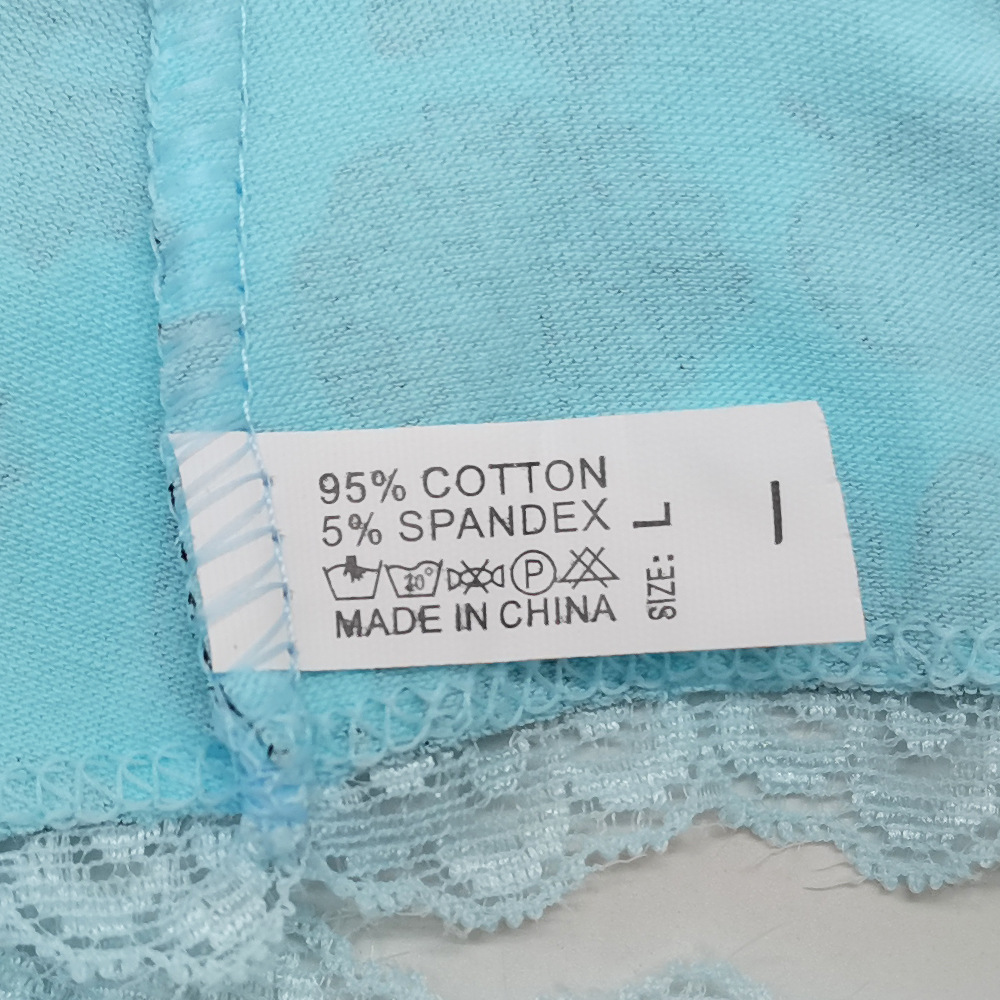 95% COTTON
5% SPANDEX
P
MADE IN CHINA
SIZE: L